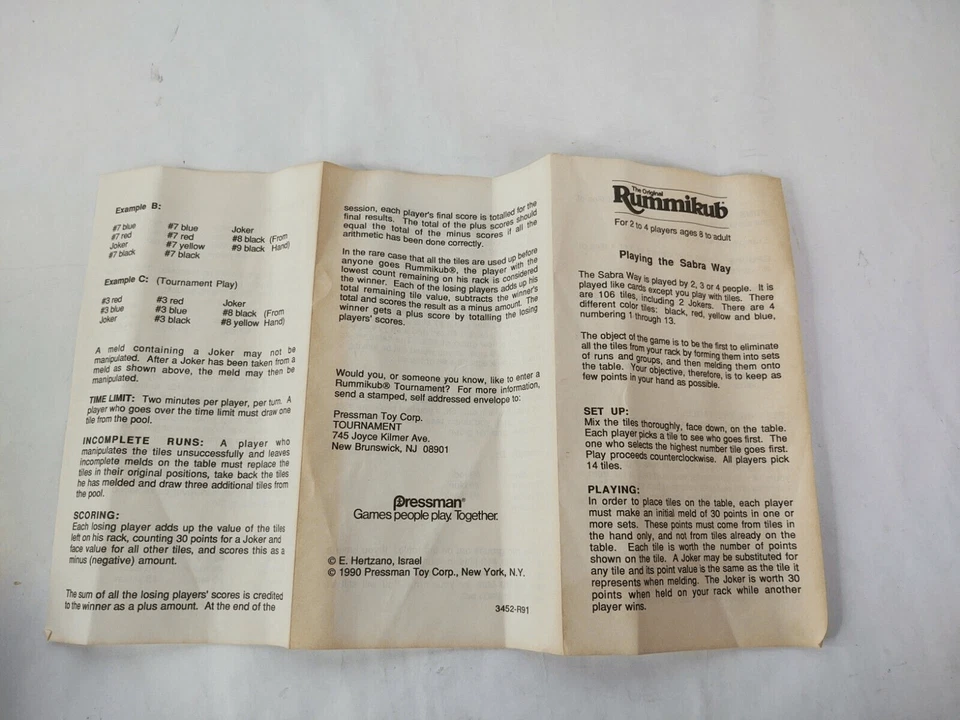 Example B:
#7 blue #7 blue Joker
#7 red #7 red #8 black (From
Joker #7 yellow #9 black Hand)
#7 black #7 black
Example C: (Tournament Play)
#3 red #3 red Joker
#3 blue #3 blue #8 black (From
Joker #3 black #8 yellow Hand)
A meld containing a Joker may not be
manipulated. After a Joker has been taken from a
meld as shown above, the meld may then be
manipulated.
TIME LIMIT: Two minutes per player, per turn. A
player who goes over the time limit must draw one
tile from the pool.
INCOMPLETE RUNS: A player who
manipulates the tiles unsuccessfully and leaves
incomplete melds on the table must replace the
tiles in their original positions, take back the tiles
he has melded and draw three additional tiles from
the pool.
SCORING:
Each losing player adds up the value of the tiles
left on his rack, counting 30 points for a Joker and
face value for all other tiles, and scores this as a
minus (negative) amount.
The sum of all the losing players' scores is credited
to the winner as a plus amount. At the end of the
session, each player's final score is totalled for the
final results. The total of the plus scores should
equal the total of the minus scores if all the
arithmetic has been done correctly.
In the rare case that all the tiles are used up before
anyone goes Rummikub®, the player with the
lowest count remaining on his rack is considered
the winner. Each of the losing players adds up his
total remaining tile value, subtracts the winner's
total and scores the result as a minus amount. The
winner gets a plus score by totalling the losing
players' scores.
Would you, or someone you know, like to enter a
Rummikub® Tournament? For more information,
send a stamped, self addressed envelope to:
Pressman Toy Corp.
TOURNAMENT
745 Joyce Kilmer Ave.
New Brunswick, NJ 08901
Pressman®
Games people play. Together.
© E. Hertzano, Israel
© 1990 Pressman Toy Corp., New York, N.Y.
3452-R91
The Original
Rummikub®
For 2 to 4 players ages 8 to adult
Playing the Sabra Way
The Sabra Way is played by 2, 3 or 4 people. It is
played like cards except you play with tiles. There
are 106 tiles, including 2 Jokers. There are 4
different color tiles: black, red, yellow and blue,
numbering 1 through 13.
The object of the game is to be the first to eliminate
all the tiles from your rack by forming them into sets
of runs and groups, and then melding them onto
the table. Your objective, therefore, is to keep as
few points in your hand as possible.
SET UP:
Mix the tiles thoroughly, face down, on the table.
Each player picks a tile to see who goes first. The
one who selects the highest number tile goes first.
Play proceeds counterclockwise. All players pick
14 tiles.
PLAYING:
In order to place tiles on the table, each player
must make an initial meld of 30 points in one or
more sets. These points must come from tiles in
the hand only, and not from tiles already on the
table. Each tile is worth the number of points
shown on the tile. A Joker may be substituted for
any tile and its point value is the same as the tile it
represents when melding. The Joker is worth 30
points when held on your rack while another
player wins.